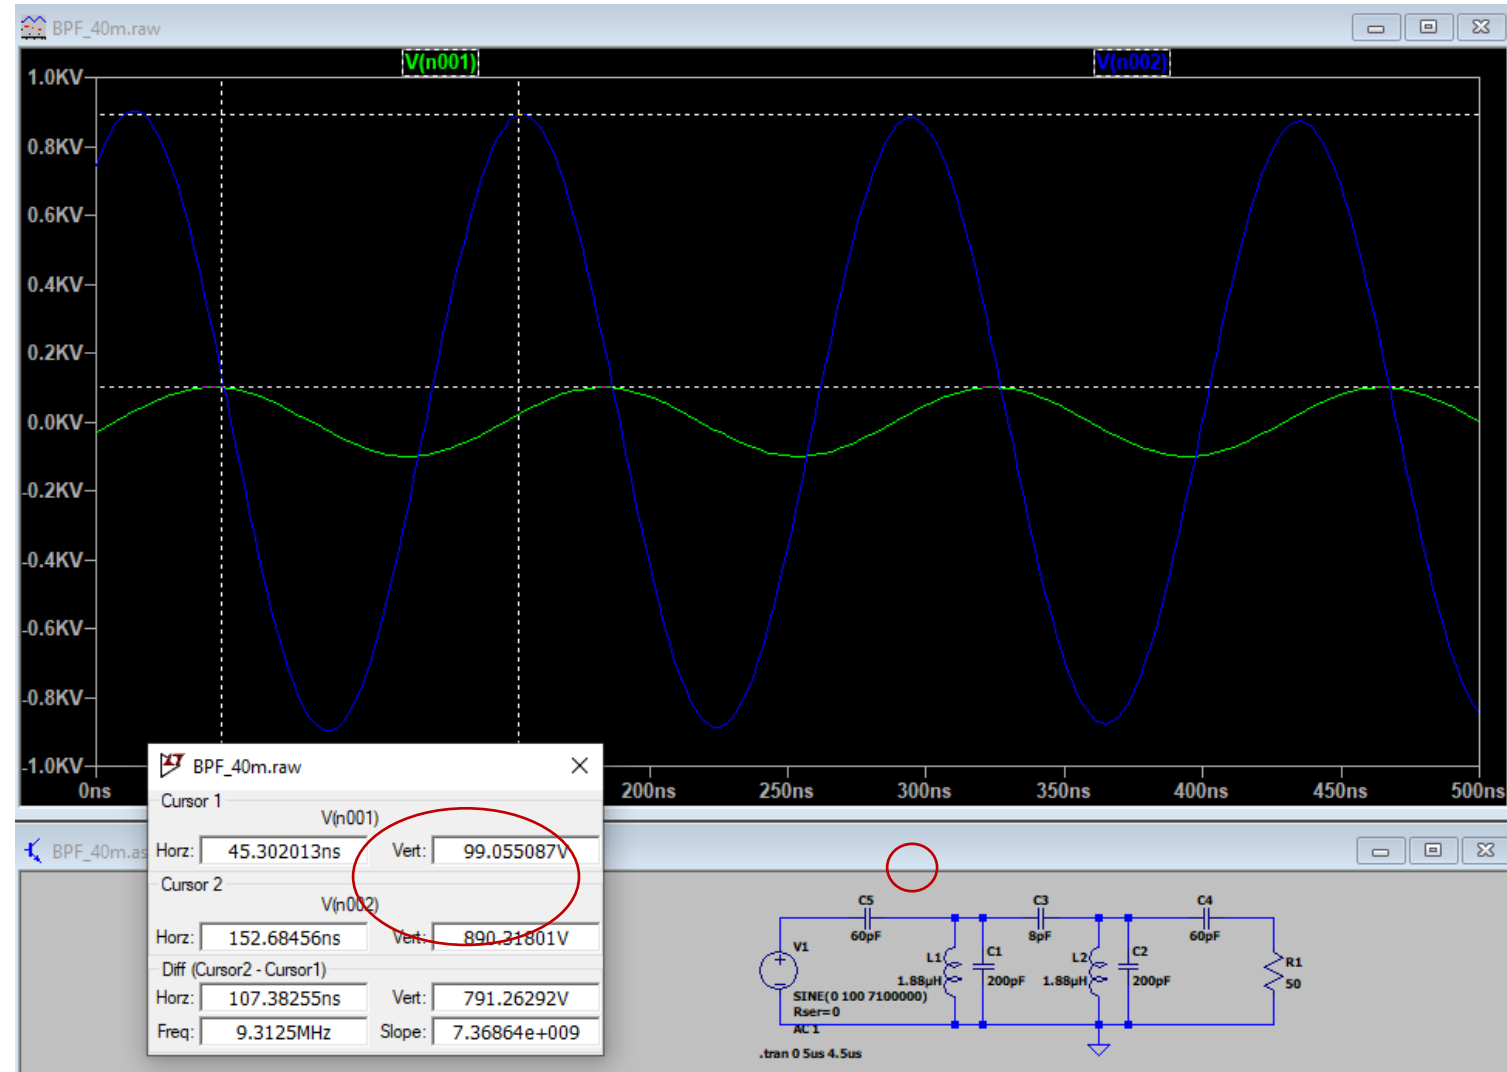 BPF_40m.raw
V(n001)
V(n002)
1.0KV
0.8KV
0.6KV
0.4KV
0.2KV
0.0KV
-0.2KV
-0.4KV
-0.6KV
-0.8KV
-1.0KV
0ns
200ns
250ns
300ns
350ns
400ns
450ns
500ns
BPF_40m.raw
Cursor 1
V(n001)
Horz: 45.302013ns Vert: 99.055087V
Cursor 2
V(n002)
Horz: 152.68456ns Vert: 890.31801V
Diff (Cursor2 - Cursor1)
Horz: 107.38255ns Vert: 791.26292V
Freq: 9.3125MHz Slope: 7.36864e+009
BPF_40m.as
C5
60pF
C3
8pF
C4
60pF
V1
L1
1.88µH
C1
200pF
L2
1.88µH
C2
200pF
R1
50
SINE(0 100 7100000)
Rser=0
AC 1
.tran 0 5us 4.5us